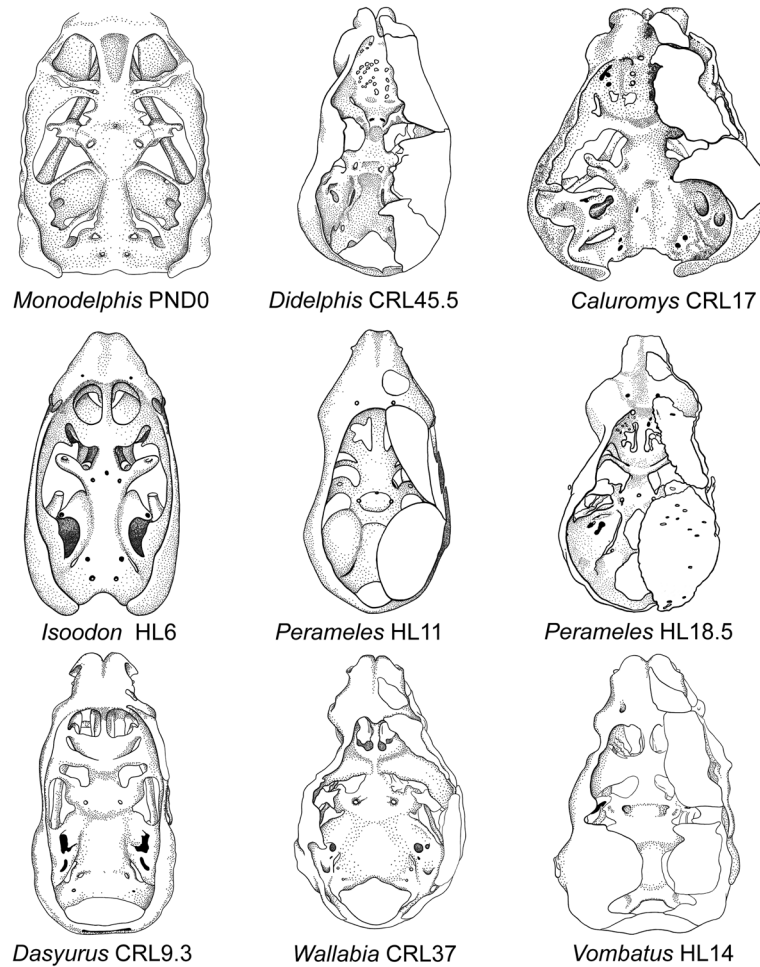 Monodelphis PND0
Didelphis CRL45.5
Caluromys CRL17
Isoodon HL6
Perameles HL11
Perameles HL18.5
Dasyurus CRL9.3
Wallabia CRL37
Vombatus HL14